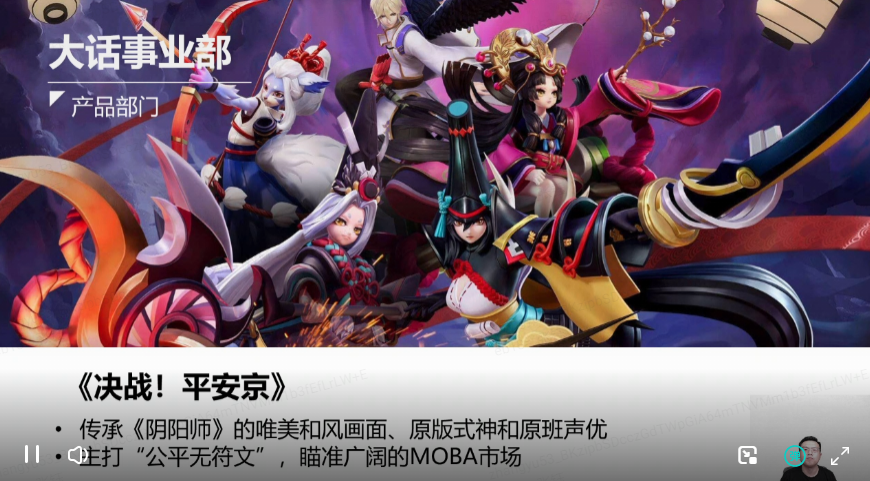 大话事业部
产品部门
《决战！平安京》
• 传承《阴阳师》的唯美和风画面、原版式神和原班声优
• 主打“公平无符文”，瞄准广阔的MOBA市场